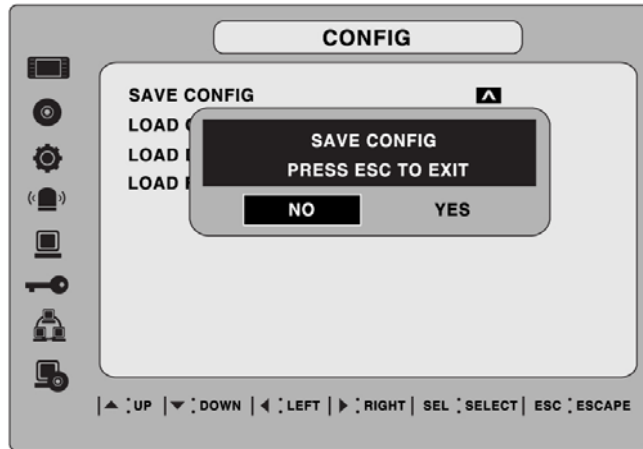 CONFIG
SAVE CONFIG
LOAD
LOAD
LOAD
SAVE CONFIG
PRESS ESC TO EXIT
NO YES
UP DOWN LEFT RIGHT SEL : SELECT ESC : ESCAPE